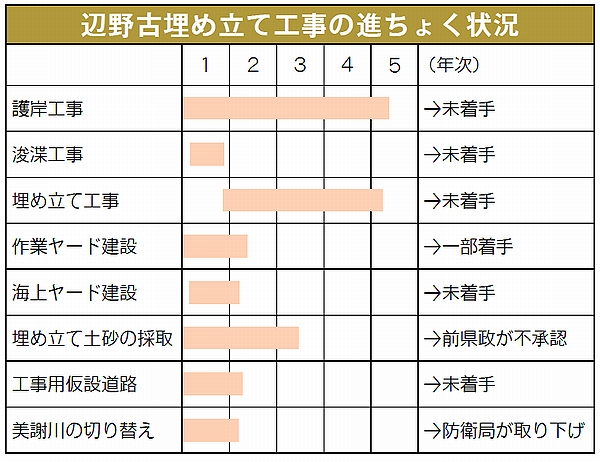 辺野古埋め立て工事の進ちょく状況
1 2 3 4 5 (年次)
護岸工事 →未着手
浚渫工事 →未着手
埋め立て工事 →未着手
作業ヤード建設 →一部着手
海上ヤード建設 →未着手
埋め立て土砂の採取 →前県政が不承認
工事用仮設道路 →未着手
美謝川の切り替え →防衛局が取り下げ